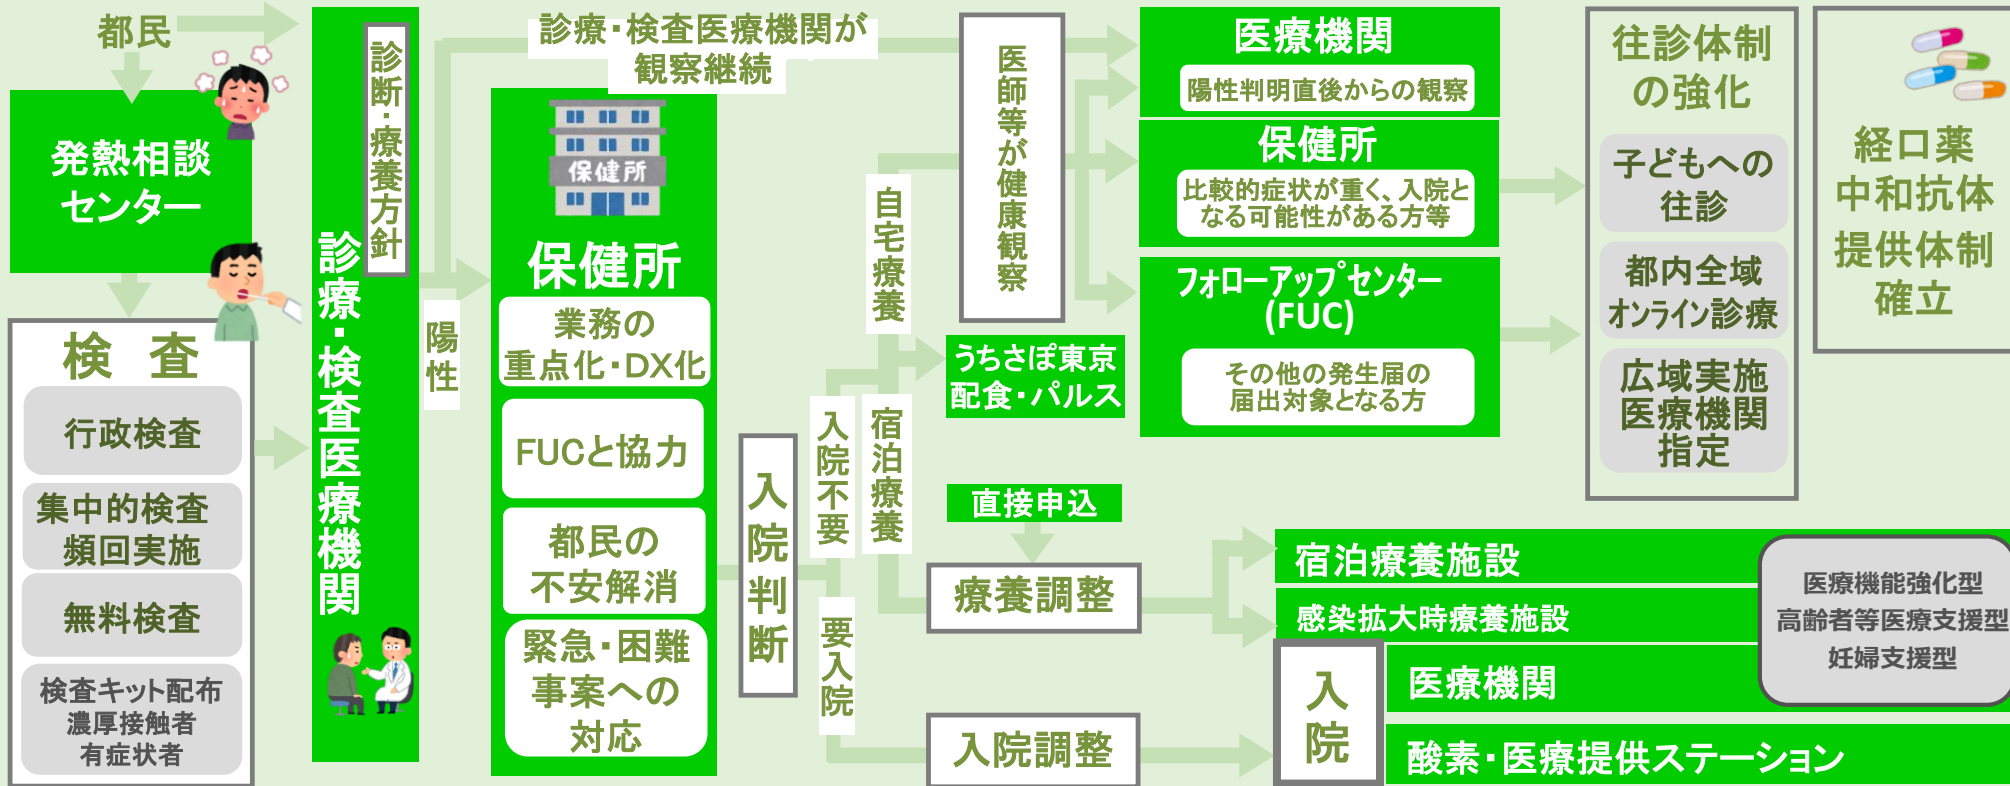 都民
発熱相談
センター
検 査
行政検査
集中的検査
頻回実施
無料検査
検査キット配布
濃厚接触者
有症状者
診療・検査医療機関
診断・療養方針
陽性
診療・検査医療機関が
観察継続
保健所
保健所
業務の
重点化・DX化
FUCと協力
都民の
不安解消
緊急・困難
事案への
対応
入院判断
入院不要
要入院
自宅療養
宿泊療養
医師等が健康観察
うちさぽ東京
配食・パルス
直接申込
療養調整
入院調整
医療機関
陽性判明直後からの観察
保健所
比較的症状が重く、入院と
なる可能性がある方等
フォローアップセンター
(FUC)
その他の発生届の
届出対象となる方
往診体制
の強化
子どもへの
往診
都内全域
オンライン診療
広域実施
医療機関
指定
経口薬
中和抗体
提供体制
確立
宿泊療養施設
感染拡大時療養施設
医療機能強化型
高齢者等医療支援型
妊婦支援型
入院
医療機関
酸素・医療提供ステーション